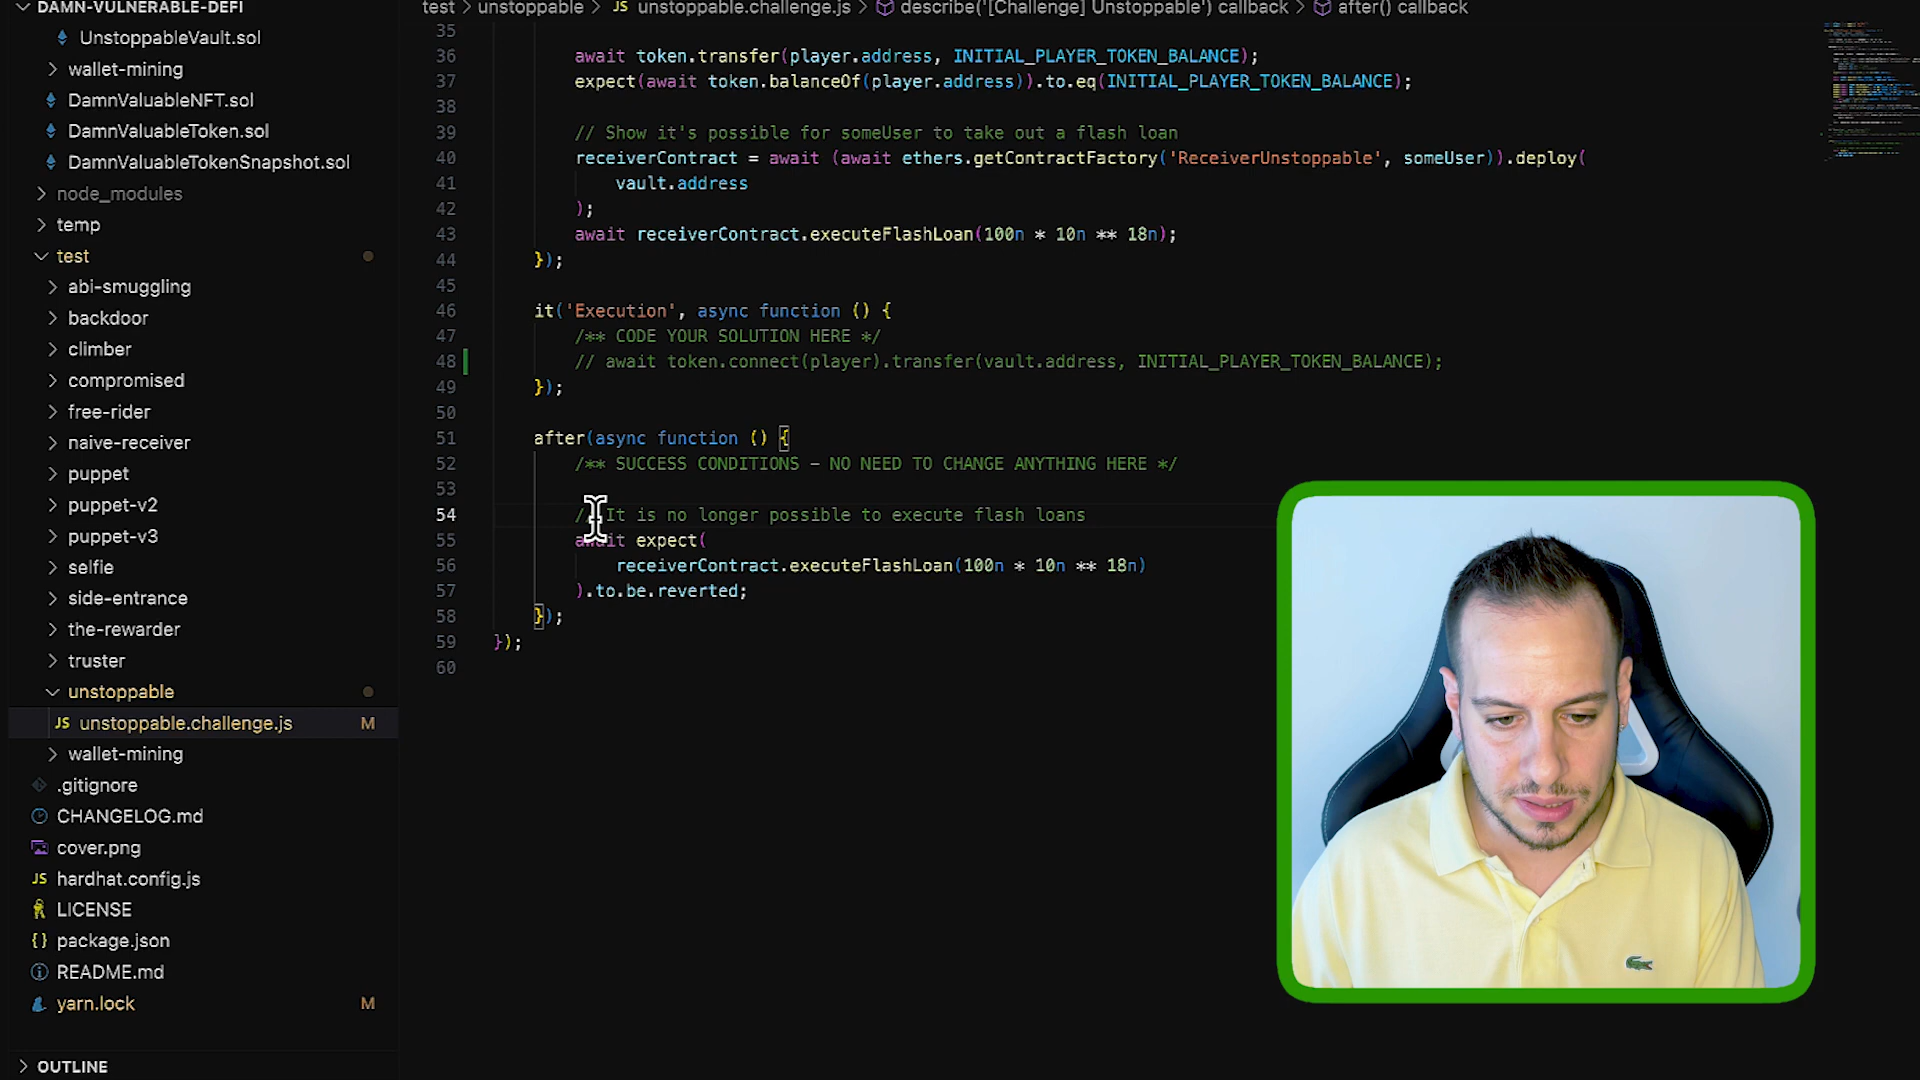 DAMN-VULNERABLE-DEFI
UnstoppableVault.sol
wallet-mining
DamnValuableNFT.sol
DamnValuableToken.sol
DamnValuableTokenSnapshot.sol
node_modules
temp
test
abi-smuggling
backdoor
climber
compromised
free-rider
naive-receiver
puppet
puppet-v2
puppet-v3
selfie
side-entrance
the-rewarder
truster
unstoppable
JS unstoppable.challenge.js M
wallet-mining
.gitignore
CHANGELOG.md
cover.png
JS hardhat.config.js
LICENSE
{} package.json
README.md
yarn.lock M
OUTLINE
test > unstoppable > JS unstoppable.challenge.js > describe('[Challenge] Unstoppable') callback > after() callback
35
36 await token.transfer(player.address, INITIAL_PLAYER_TOKEN_BALANCE);
37 expect(await token.balanceOf(player.address)).to.eq(INITIAL_PLAYER_TOKEN_BALANCE);
38
39 // Show it's possible for someUser to take out a flash loan
40 receiverContract = await (await ethers.getContractFactory('ReceiverUnstoppable', someUser)).deploy(
41 vault.address
42 );
43 await receiverContract.executeFlashLoan(100n * 10n ** 18n);
44 });
45
46 it('Execution', async function () {
47 /** CODE YOUR SOLUTION HERE */
48 // await token.connect(player).transfer(vault.address, INITIAL_PLAYER_TOKEN_BALANCE);
49 });
50
51 after(async function () {
52 /** SUCCESS CONDITIONS - NO NEED TO CHANGE ANYTHING HERE */
53
54 // It is no longer possible to execute flash loans
55 await expect(
56 receiverContract.executeFlashLoan(100n * 10n ** 18n)
57 ).to.be.reverted;
58 });
59 });
60